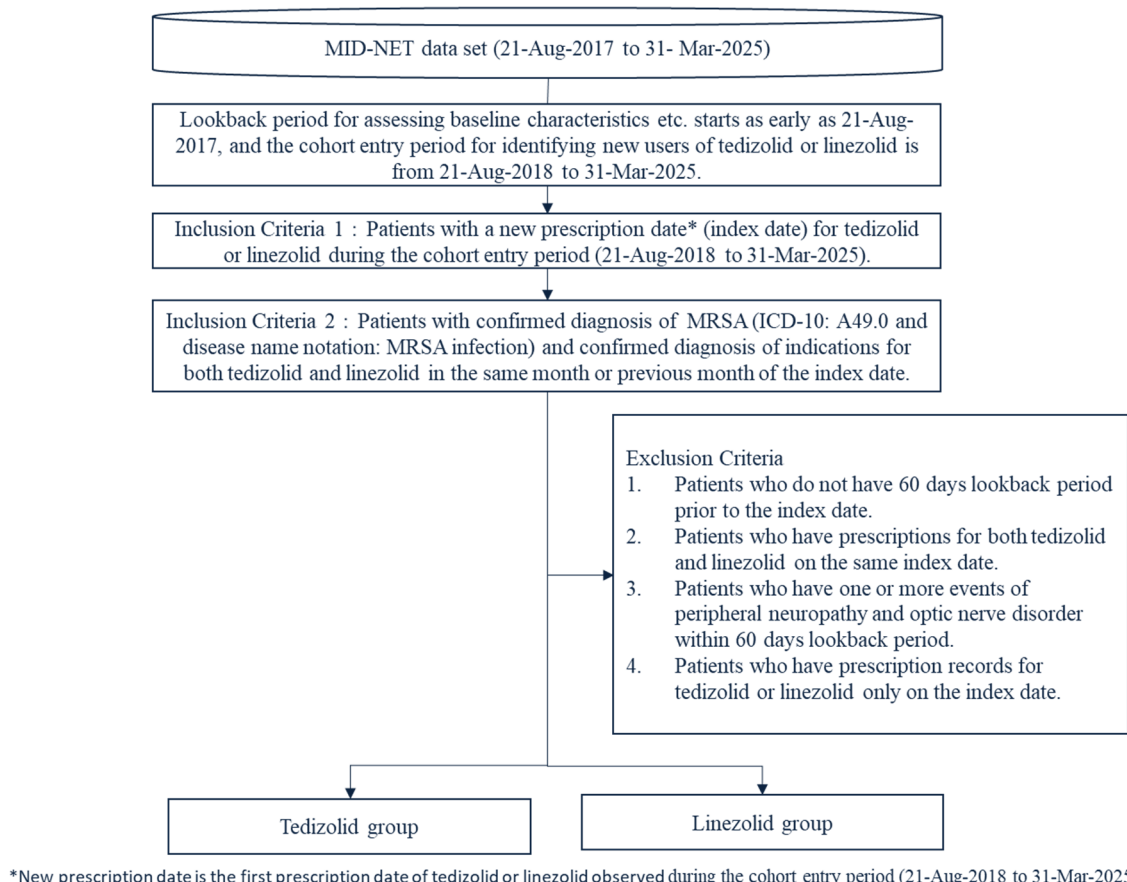 MID-NET data set (21-Aug-2017 to 31- Mar-2025)
Lookback period for assessing baseline characteristics etc. starts as early as 21-Aug-
2017, and the cohort entry period for identifying new users of tedizolid or linezolid is
from 21-Aug-2018 to 31-Mar-2025.
Inclusion Criteria 1 : Patients with a new prescription date* (index date) for tedizolid
or linezolid during the cohort entry period (21-Aug-2018 to 31-Mar-2025).
Inclusion Criteria 2 : Patients with confirmed diagnosis of MRSA (ICD-10: A49.0 and
disease name notation: MRSA infection) and confirmed diagnosis of indications for
both tedizolid and linezolid in the same month or previous month of the index date.
Exclusion Criteria
1. Patients who do not have 60 days lookback period
prior to the index date.
2. Patients who have prescriptions for both tedizolid
and linezolid on the same index date.
3. Patients who have one or more events of
peripheral neuropathy and optic nerve disorder
within 60 days lookback period.
4. Patients who have prescription records for
tedizolid or linezolid only on the index date.
Tedizolid group
Linezolid group
*New prescription date is the first prescription date of tedizolid or linezolid observed during the cohort entry period (21-Aug-2018 to 31-Mar-2025